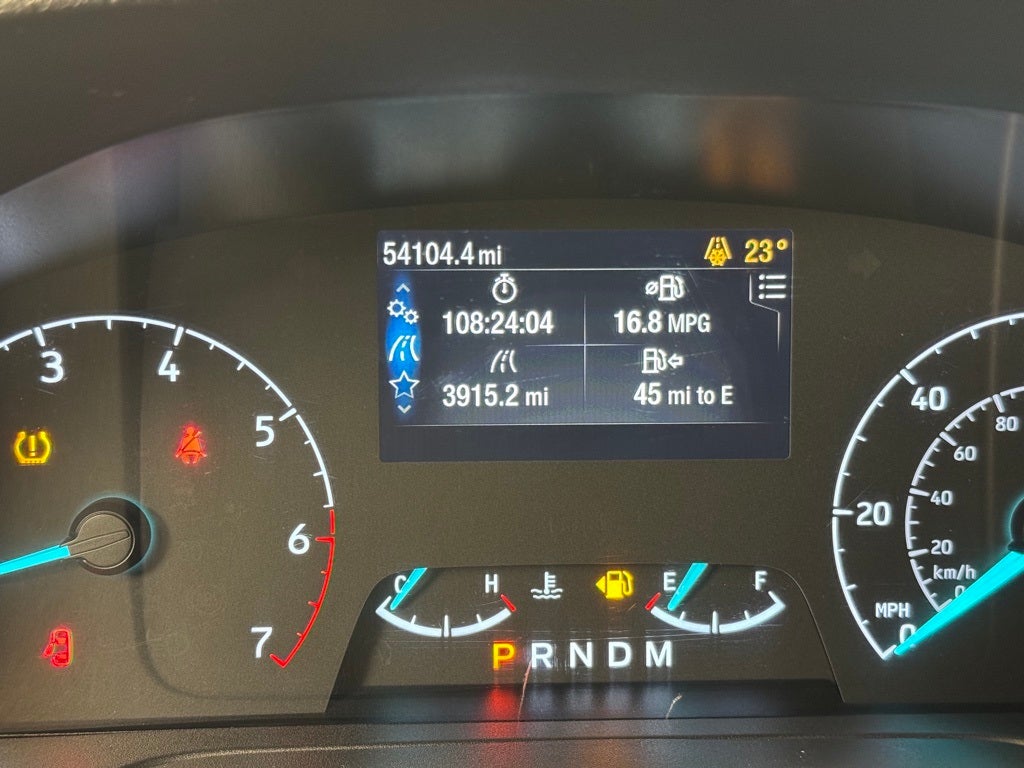 54104.4 mi 23°
108:24:04 16.8 MPG
3915.2 mi 45 mi to E
3 4 5 6 7
C H E F
P R N D M
40 20 0
MPH
80 60 40 20 0
km/h